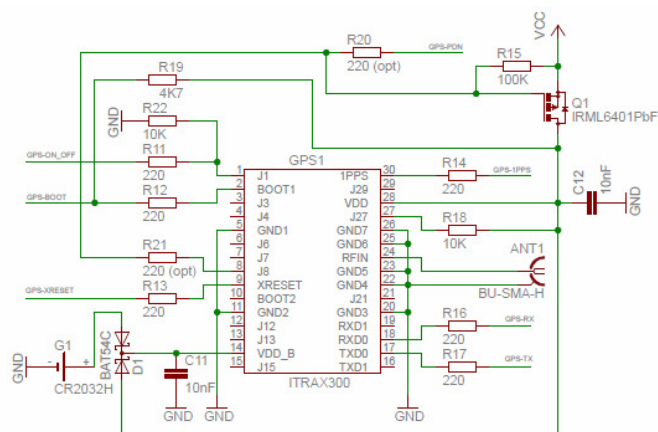 VCC
R20
GPS-PDN
220 (opt)
R15
100K
R19
4K7
Q1
IRML6401PbF
GND
R22
10K
GPS-ON_OFF
R11
220
GPS-BOOT
R12
220
GPS1
1 J1
2 BOOT1
3 J3
4 J4
5 GND1
6 J6
7 J7
8 J8
9 XRESET
10 BOOT2
11 GND2
12 J12
13 J13
14 VDD_B
15 J15
1PPS 30
J29 29
VDD 28
J27 27
GND7 26
GND6 25
RFIN 24
GND5 23
GND4 22
J21 21
GND3 20
RXD1 19
RXD0 18
TXD0 17
TXD1 16
ITRAX300
R14
220
GPS-1PPS
C12
10nF
GND
R18
10K
ANT1
BU-SMA-H
R21
220 (opt)
GPS-XRESET
R13
220
R16
220
GPS-RX
R17
220
GPS-TX
GND
G1
- +
CR2032H
BAT54C
D1
C11
10nF
GND
GND
GND